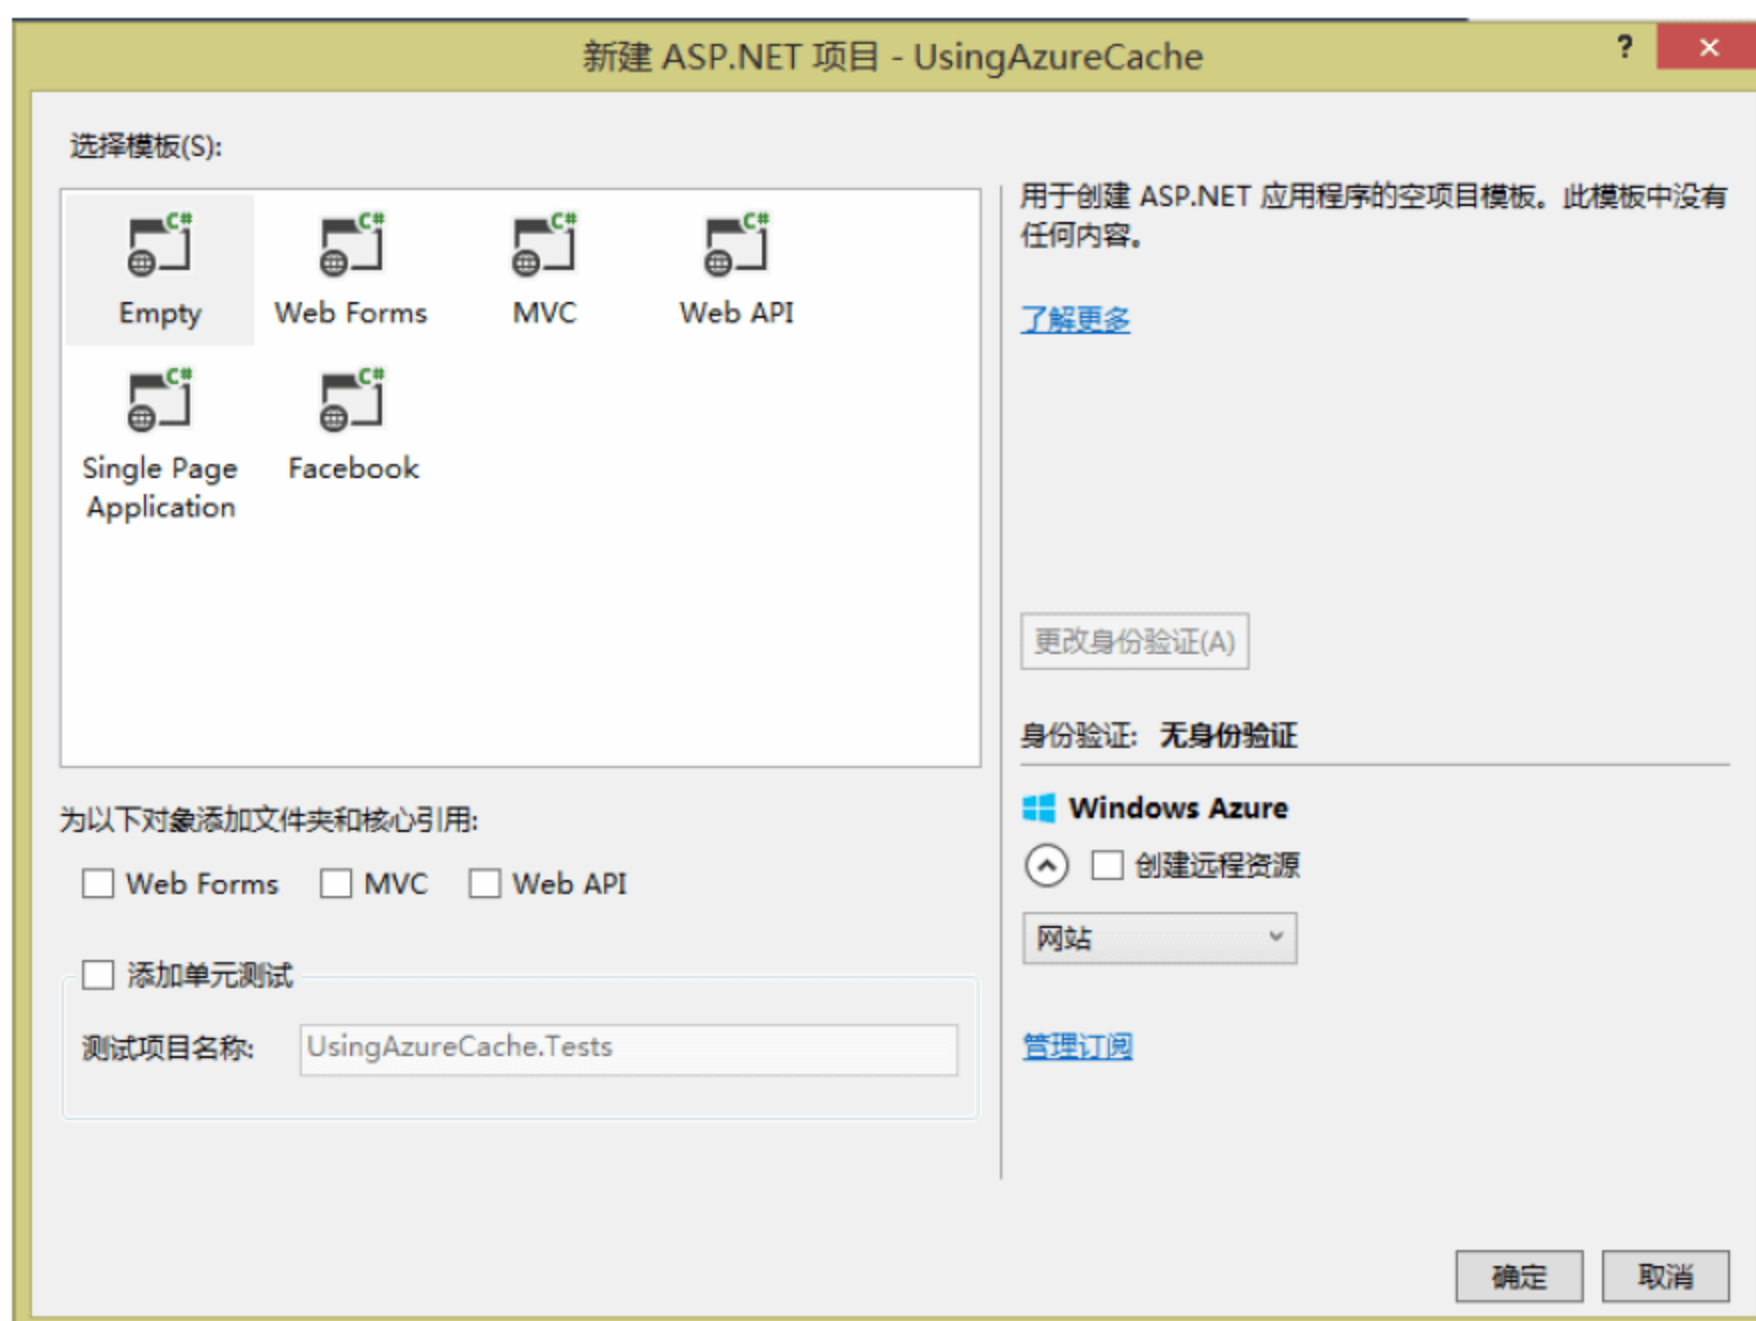 新建 ASP.NET 项目 - UsingAzureCache
?
选择模板(S):
C#
C#
C#
C#
Empty
Web Forms
MVC
Web API
C#
C#
Single Page
Application
Facebook
为以下对象添加文件夹和核心引用:
Web Forms
MVC
Web API
添加单元测试
测试项目名称:
UsingAzureCache.Tests
用于创建 ASP.NET 应用程序的空项目模板。此模板中没有
任何内容。
了解更多
更改身份验证(A)
身份验证: 无身份验证
Windows Azure
创建远程资源
网站
管理订阅
确定
取消